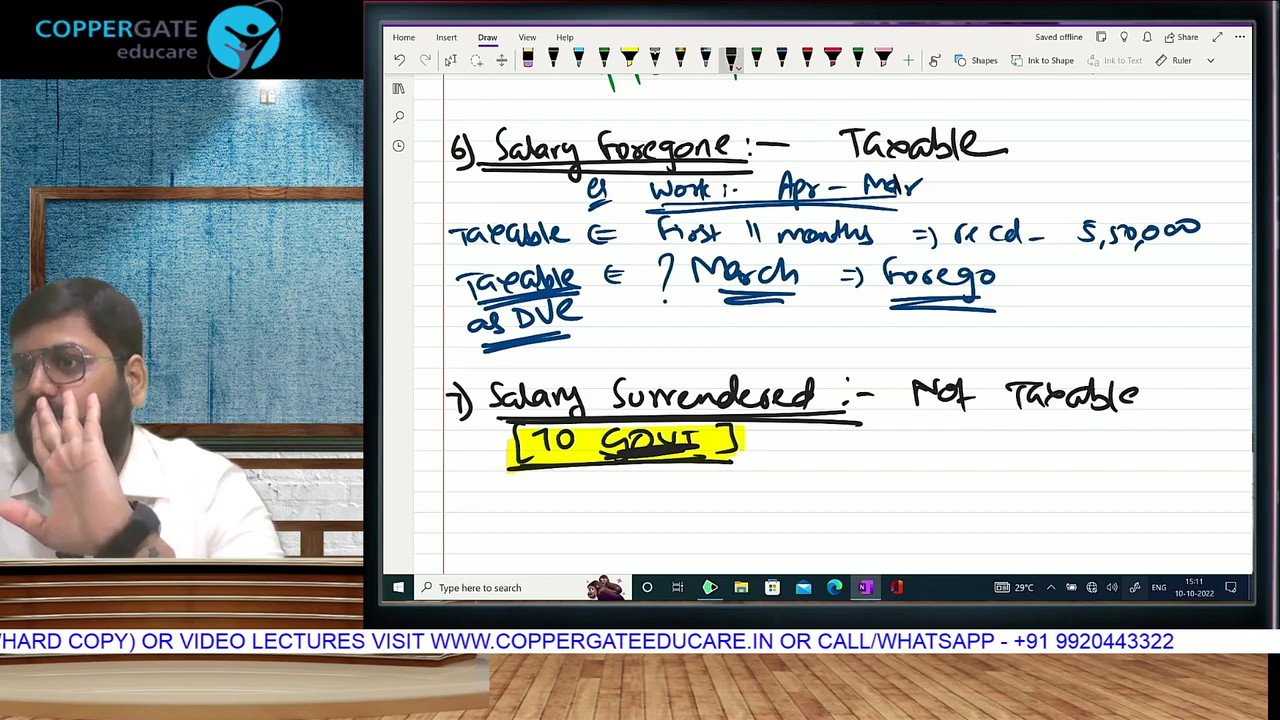 COPPERGATE
educare
Home Insert Draw View Help
Saved offline
Share
Shapes
Ink to Shape
Ink to Text
Ruler
6) Salary Foregone :- Taxable
eg Work :- Apr - Mar
Taxable ⇐ First 11 months => recd - 5,50,000
Taxable ⇐ ? March => Forego
as DUE
7) Salary Surrendered :- Not Taxable
[TO GOVT]
Type here to search
29°C
ENG
15:11
10-10-2022
/HARD COPY) OR VIDEO LECTURES VISIT WWW.COPPERGATEEDUCARE.IN OR CALL/WHATSAPP - +91 9920443322